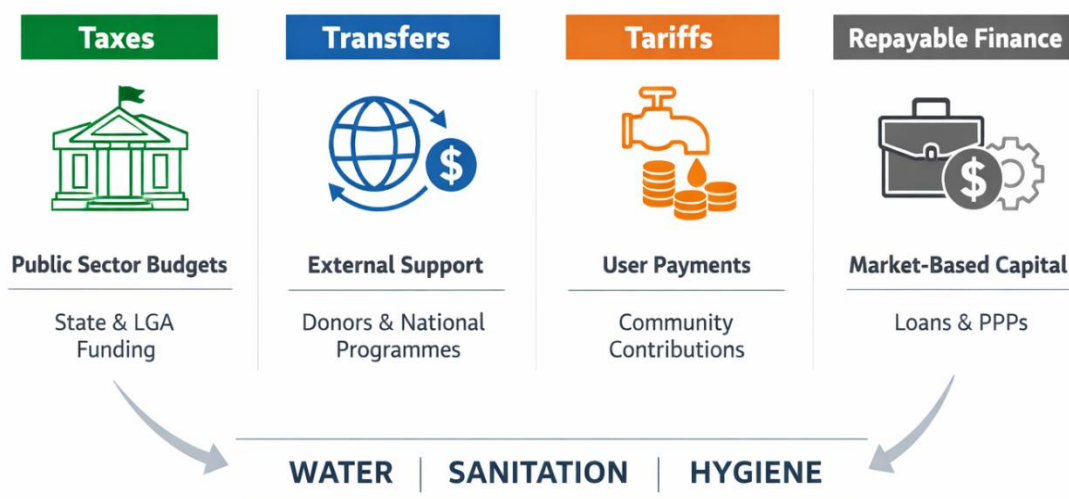 Taxes
Transfers
Tariffs
Repayable Finance
$
$
Public Sector Budgets
External Support
User Payments
Market-Based Capital
State & LGA
Funding
Donors & National
Programmes
Community
Contributions
Loans & PPPs
WATER | SANITATION | HYGIENE